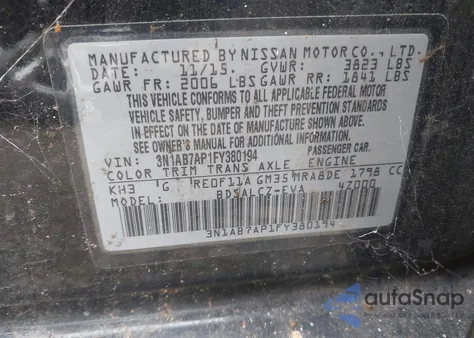 MANUFACTURED BY NISSAN MOTOR CO., LTD.
DATE: 11/15. GVWR: 3823 LBS
GAWR FR: 2006 LBS GAWR RR: 1841 LBS
THIS VEHICLE CONFORMS TO ALL APPLICABLE FEDERAL MOTOR
VEHICLE SAFETY, BUMPER AND THEFT PREVENTION STANDARDS
IN EFFECT ON THE DATE OF MANUFACTURE SHOWN ABOVE.
SEE OWNER'S MANUAL FOR ADDITIONAL
VIN: 3N1AB7AP1FY380194 PASSENGER CAR.
COLOR TRIM TRANS AXLE ENGINE
KH3 G RE0F11A GM35 MRA8DE 1798 CC
MODEL: BDSALCZ-EVA 47000
3N1AB7AP1FY380194
autoSnap